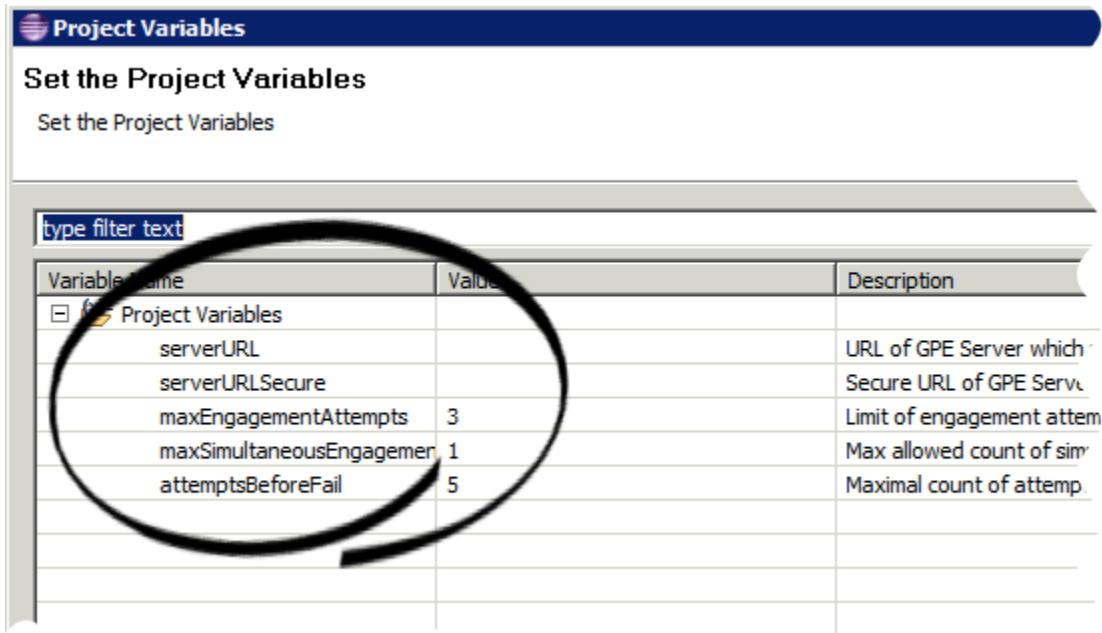 Project Variables
Set the Project Variables
Set the Project Variables
type filter text
Variable Name Value Description
Project Variables
serverURL URL of GPE Server which
serverURLSecure Secure URL of GPE Serve
maxEngagementAttempts 3 Limit of engagement attem
maxSimultaneousEngagemen 1 Max allowed count of sim
attemptsBeforeFail 5 Maximal count of attemp